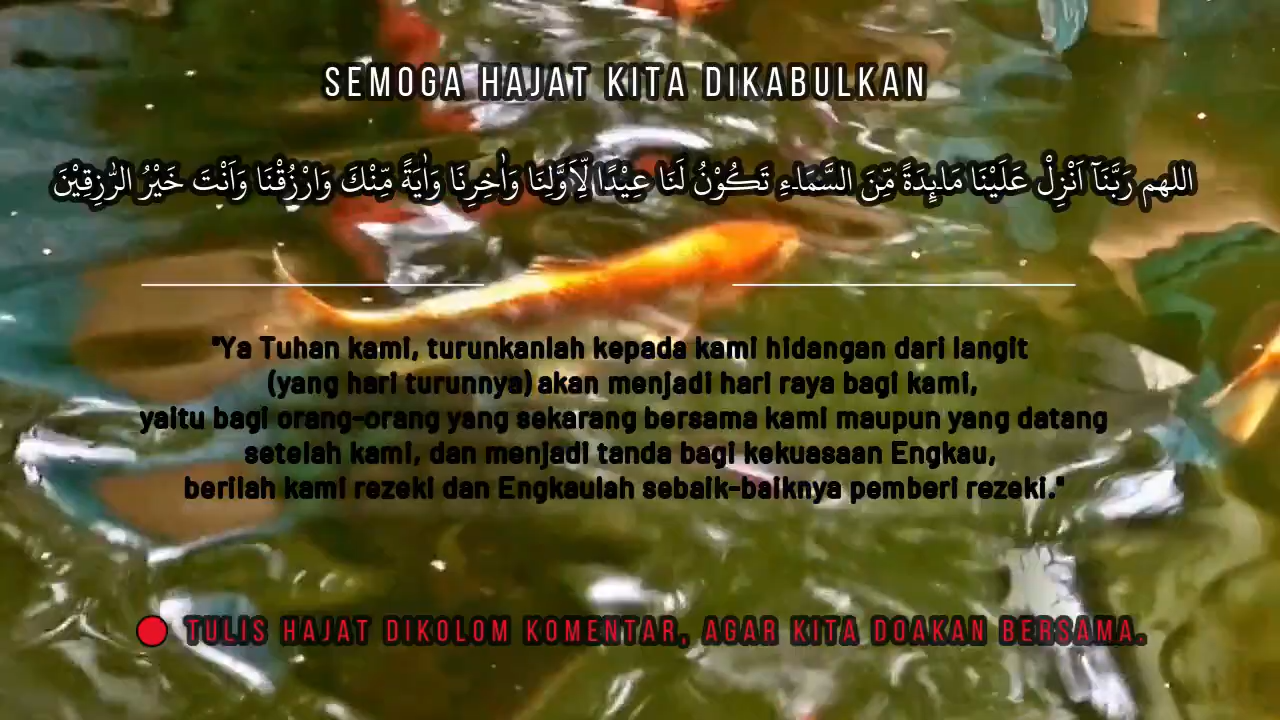 SEMOGA HAJAT KITA DIKABULKAN
اللهم رَبَّنَآ اَنْزِلْ عَلَيْنَا مَاۤىِٕدَةً مِّنَ السَّمَاۤءِ تَكُوْنُ لَنَا عِيْدًا لِّاَوَّلِنَا وَاٰخِرِنَا وَاٰيَةً مِّنْكَ وَارْزُقْنَا وَاَنْتَ خَيْرُ الرّٰزِقِيْنَ
"Ya Tuhan kami, turunkanlah kepada kami hidangan dari langit
(yang hari turunnya) akan menjadi hari raya bagi kami,
yaitu bagi orang-orang yang sekarang bersama kami maupun yang datang
setelah kami, dan menjadi tanda bagi kekuasaan Engkau,
berilah kami rezeki dan Engkaulah sebaik-baiknya pemberi rezeki."
TULIS HAJAT DIKOLOM KOMENTAR, AGAR KITA DOAKAN BERSAMA.